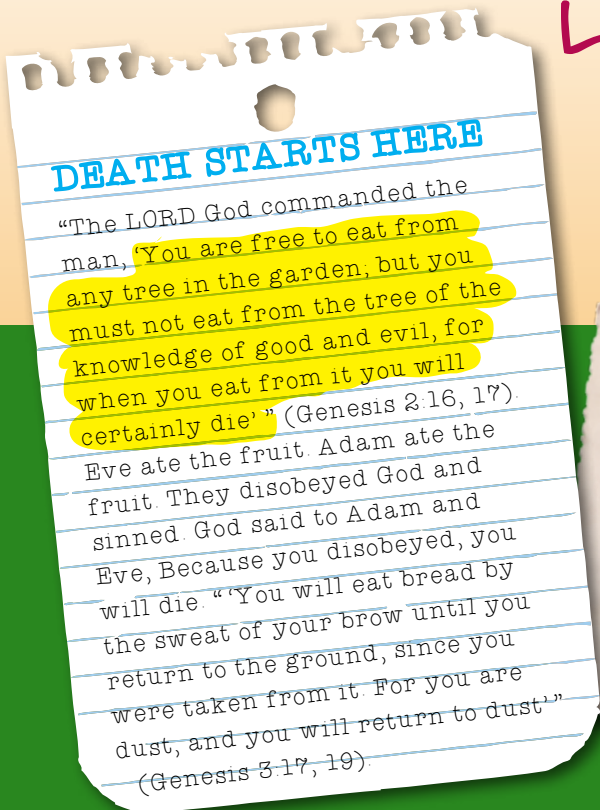 DEATH STARTS HERE
“The LORD God commanded the
man, ‘You are free to eat from
any tree in the garden; but you
must not eat from the tree of the
knowledge of good and evil, for
when you eat from it you will
certainly die’ ” (Genesis 2:16, 17).
Eve ate the fruit. Adam ate the
fruit. They disobeyed God and
sinned. God said to Adam and
Eve, Because you disobeyed, you
will die. “ ‘You will eat bread by
the sweat of your brow until you
return to the ground, since you
were taken from it. For you are
dust, and you will return to dust’ ”
(Genesis 3:17, 19).